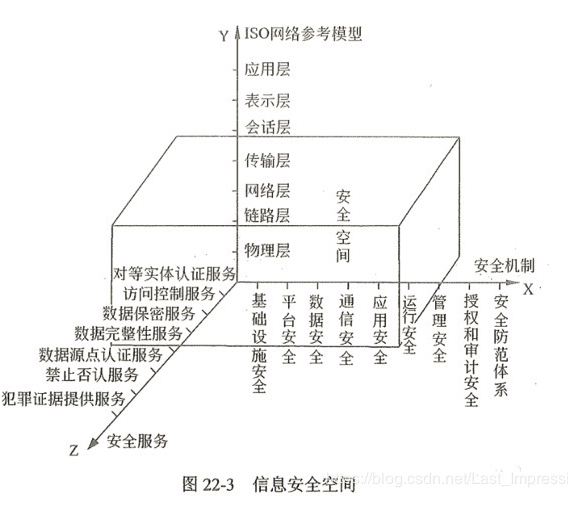 Y
ISO网络参考模型
应用层
表示层
会话层
传输层
网络层
链路层
物理层
安全空间
安全机制
X
基础设施安全
平台安全
数据安全
通信安全
应用安全
运行安全
管理安全
授权和审计安全
安全防范体系
对等实体认证服务
访问控制服务
数据保密服务
数据完整性服务
数据源点认证服务
禁止否认服务
犯罪证据提供服务
Z
安全服务
图 22-3 信息安全空间
https://blog.csdn.net/Last_Impressi